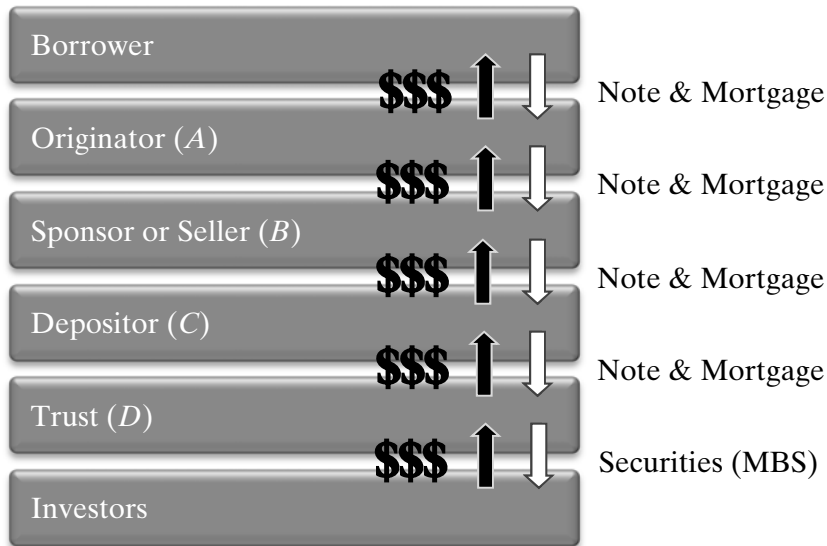 Borrower
$$$
Note & Mortgage
Originator (A)
$$$
Note & Mortgage
Sponsor or Seller (B)
$$$
Note & Mortgage
Depositor (C)
$$$
Note & Mortgage
Trust (D)
$$$
Securities (MBS)
Investors